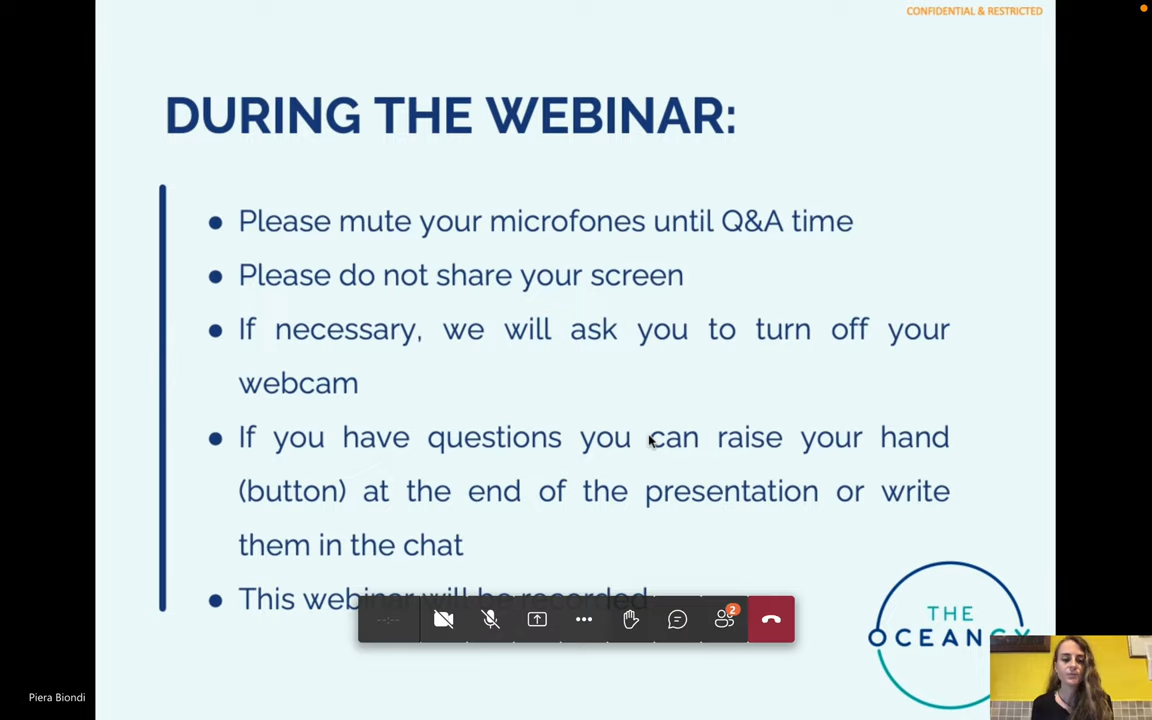 CONFIDENTIAL & RESTRICTED
DURING THE WEBINAR:
● Please mute your microfones until Q&A time
● Please do not share your screen
● If necessary, we will ask you to turn off your
webcam
● If you have questions you can raise your hand
(button) at the end of the presentation or write
them in the chat
● This webinar will be recorded
--:--
2
THE
OCEANCY
Piera Biondi